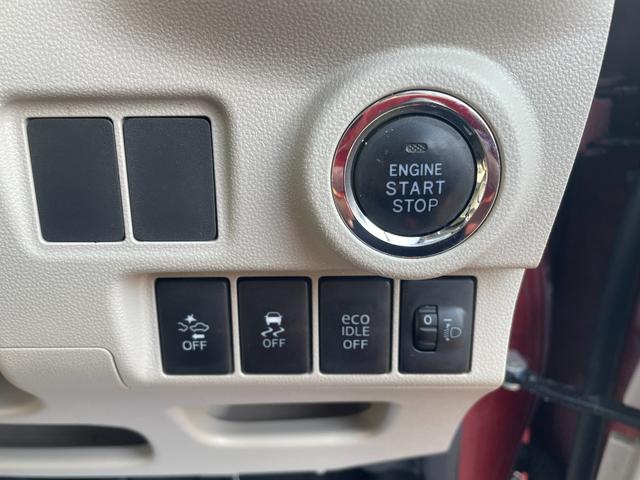 ENGINE
START
STOP
OFF
OFF
eco
IDLE
OFF
0